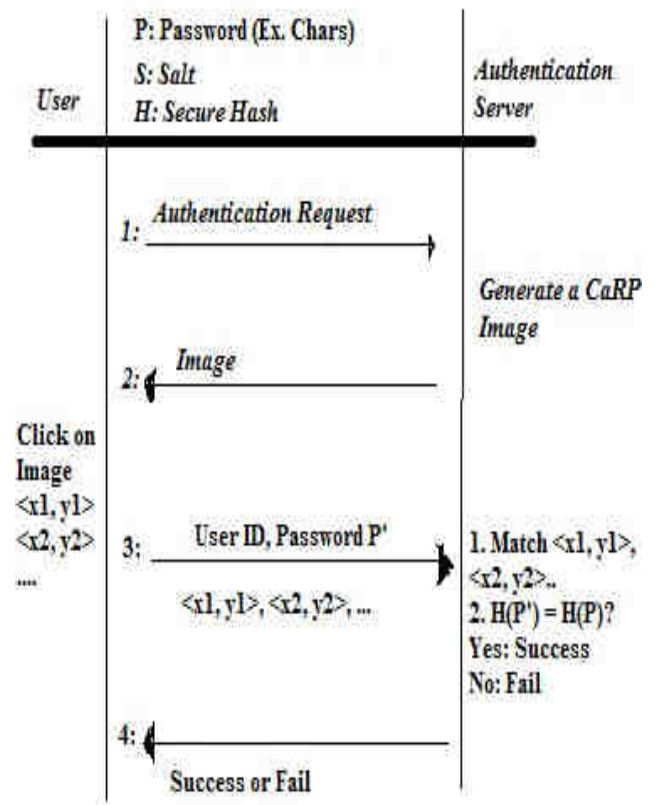 P: Password (Ex. Chars)
S: Salt
H: Secure Hash
User
Authentication
Server
Authentication Request
1:
Generate a CaRP
Image
Image
2:
Click on
Image
<x1, y1>
<x2, y2>
....
3:
User ID, Password P'
<x1, y1>, <x2, y2>, ...
1. Match <x1, y1>,
<x2, y2>..
2. H(P') = H(P)?
Yes: Success
No: Fail
4:
Success or Fail